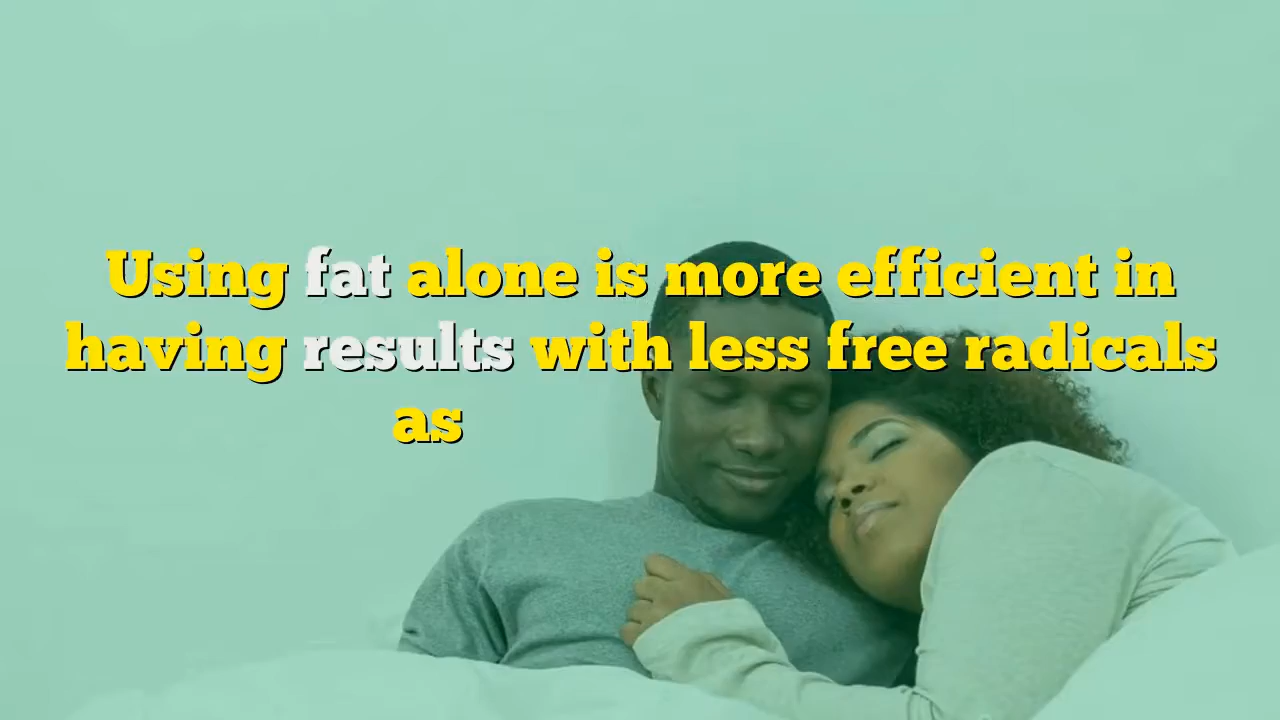 Using fat alone is more efficient in
having results with less free radicals
as